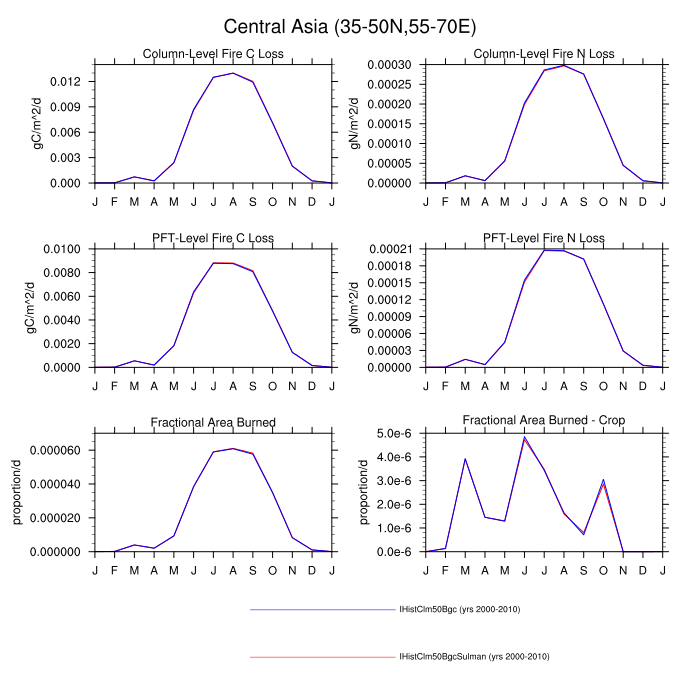 Central Asia (35-50N,55-70E)
Column-Level Fire C Loss
gC/m^2/d
0.012
0.009
0.006
0.003
0.000
J F M A M J J A S O N D J
Column-Level Fire N Loss
gN/m^2/d
0.00030
0.00025
0.00020
0.00015
0.00010
0.00005
0.00000
J F M A M J J A S O N D J
PFT-Level Fire C Loss
gC/m^2/d
0.0100
0.0080
0.0060
0.0040
0.0020
0.0000
J F M A M J J A S O N D J
PFT-Level Fire N Loss
gN/m^2/d
0.00021
0.00018
0.00015
0.00012
0.00009
0.00006
0.00003
0.00000
J F M A M J J A S O N D J
Fractional Area Burned
proportion/d
0.000060
0.000040
0.000020
0.000000
J F M A M J J A S O N D J
Fractional Area Burned - Crop
proportion/d
5.0e-6
4.0e-6
3.0e-6
2.0e-6
1.0e-6
0.0e-6
J F M A M J J A S O N D J
IHistClm50Bgc (yrs 2000-2010)
IHistClm50BgcSulman (yrs 2000-2010)